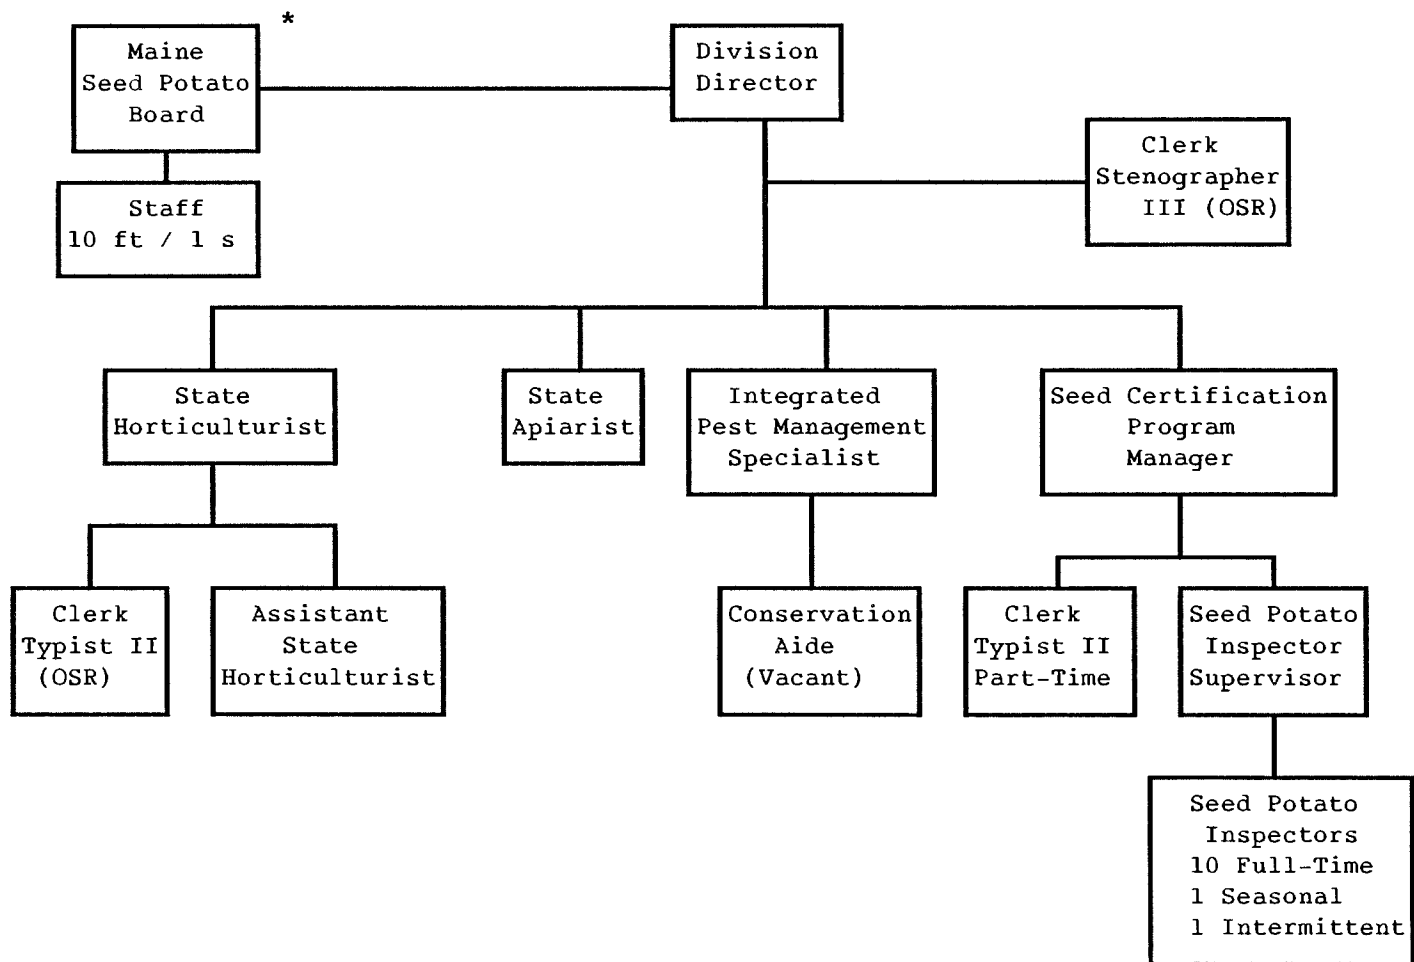 *
Maine
Seed Potato
Board
Division
Director
Clerk
Stenographer
III (OSR)
Staff
10 ft / 1 s
State
Horticulturist
State
Apiarist
Integrated
Pest Management
Specialist
Seed Certification
Program
Manager
Clerk
Typist II
(OSR)
Assistant
State
Horticulturist
Conservation
Aide
(Vacant)
Clerk
Typist II
Part-Time
Seed Potato
Inspector
Supervisor
Seed Potato
Inspectors
10 Full-Time
1 Seasonal
1 Intermittent